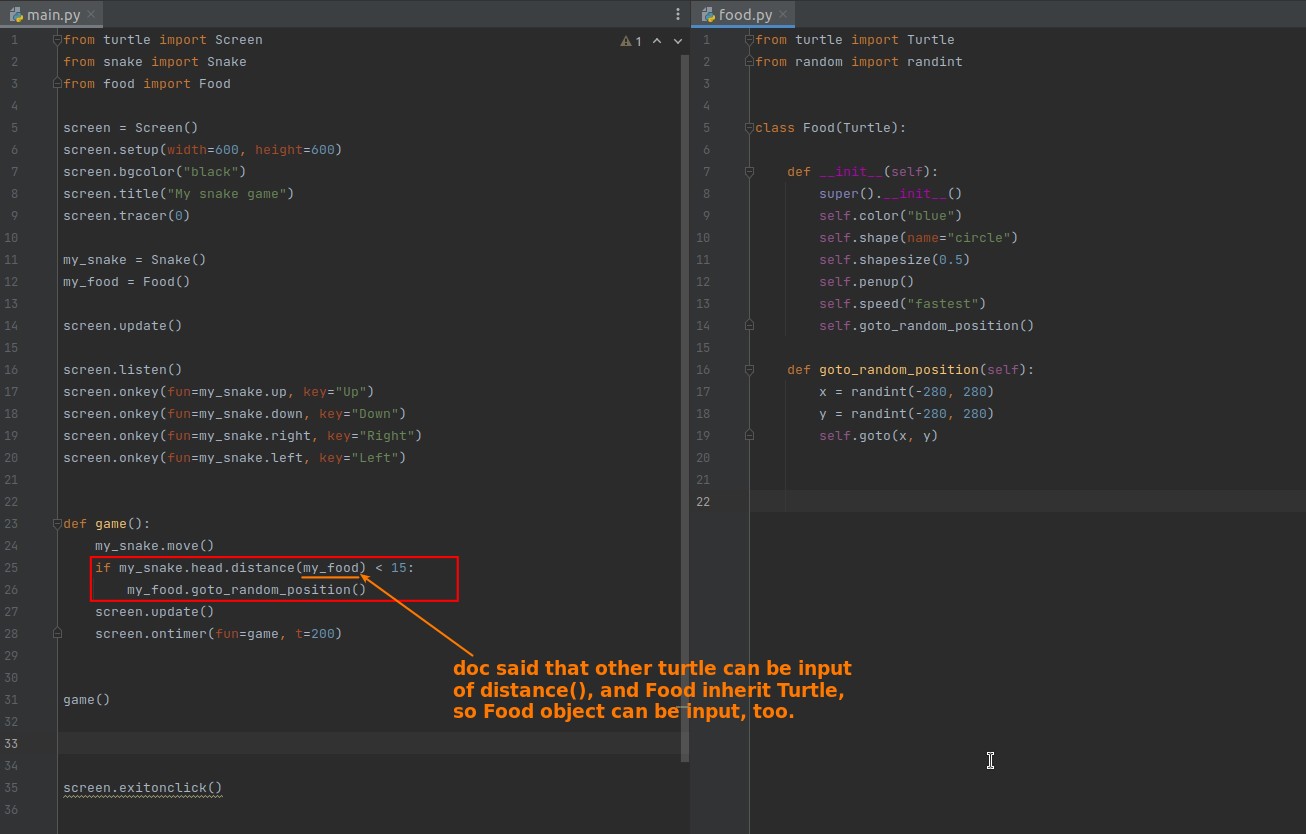 main.py
1 from turtle import Screen
2 from snake import Snake
3 from food import Food
4
5 screen = Screen()
6 screen.setup(width=600, height=600)
7 screen.bgcolor("black")
8 screen.title("My snake game")
9 screen.tracer(0)
10
11 my_snake = Snake()
12 my_food = Food()
13
14 screen.update()
15
16 screen.listen()
17 screen.onkey(fun=my_snake.up, key="Up")
18 screen.onkey(fun=my_snake.down, key="Down")
19 screen.onkey(fun=my_snake.right, key="Right")
20 screen.onkey(fun=my_snake.left, key="Left")
21
22
23 def game():
24 my_snake.move()
25 if my_snake.head.distance(my_food) < 15:
26 my_food.goto_random_position()
27 screen.update()
28 screen.ontimer(fun=game, t=200)
29
30
31 game()
32
33
34
35 screen.exitonclick()
36
1
doc said that other turtle can be input
of distance(), and Food inherit Turtle,
so Food object can be input, too.
food.py
1 from turtle import Turtle
2 from random import randint
3
4
5 class Food(Turtle):
6
7 def __init__(self):
8 super().__init__()
9 self.color("blue")
10 self.shape(name="circle")
11 self.shapesize(0.5)
12 self.penup()
13 self.speed("fastest")
14 self.goto_random_position()
15
16 def goto_random_position(self):
17 x = randint(-280, 280)
18 y = randint(-280, 280)
19 self.goto(x, y)
20
21
22